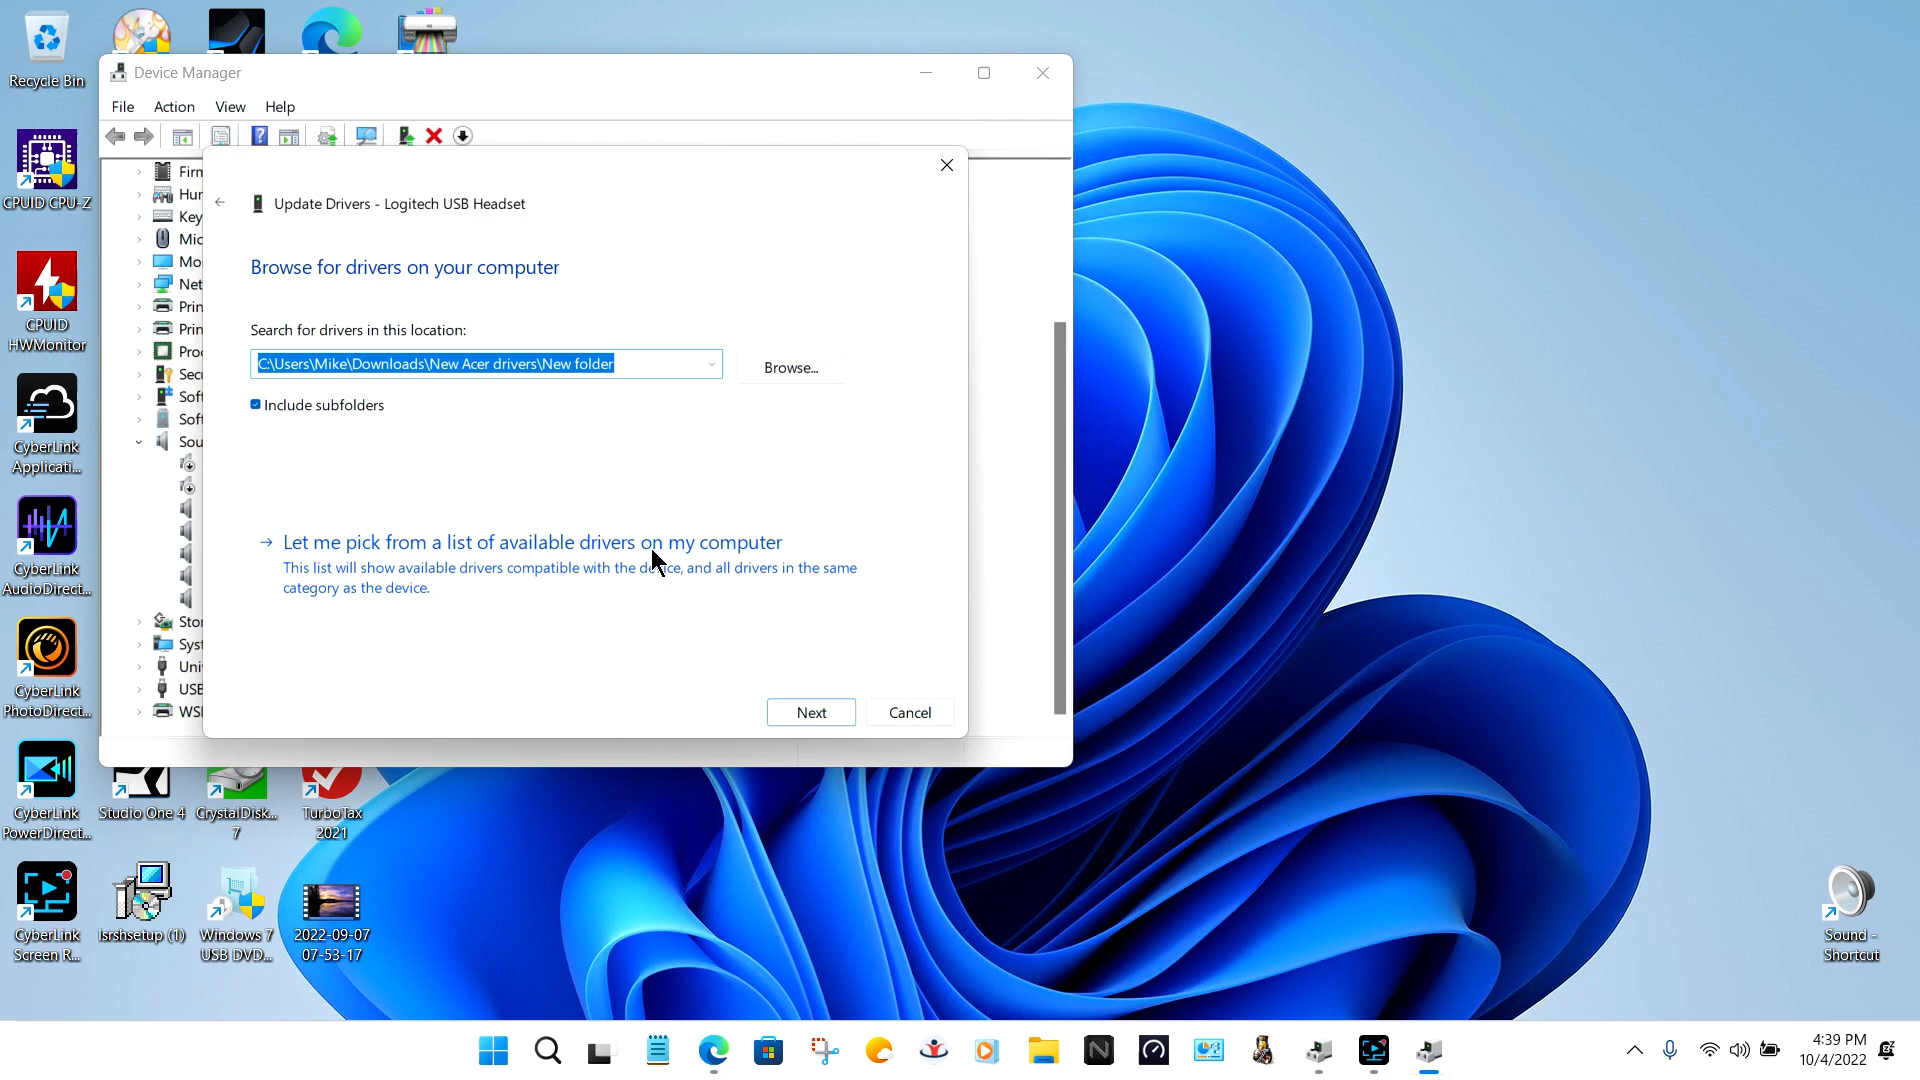 Recycle Bin
Device Manager
File Action View Help
CPUID CPU-Z
Firm
Hur
Key
Mic
Mo
Net
Prin
Prin
Pro
Sec
Soft
Soft
Sou
Stor
Syst
Uni
USB
WSI
Update Drivers - Logitech USB Headset
Browse for drivers on your computer
Search for drivers in this location:
C:\Users\Mike\Downloads\New Acer drivers\New folder
Browse...
Include subfolders
Let me pick from a list of available drivers on my computer
This list will show available drivers compatible with the device, and all drivers in the same
category as the device.
Next Cancel
CPUID
HWMonitor
CyberLink
Applicati...
CyberLink
AudioDirect...
CyberLink
PhotoDirect...
CyberLink
PowerDirect...
Studio One 4
CrystalDisk...
7
TurboTax
2021
CyberLink
Screen R...
lsrshsetup (1)
Windows 7
USB DVD...
2022-09-07
07-53-17
Sound -
Shortcut
4:39 PM
10/4/2022